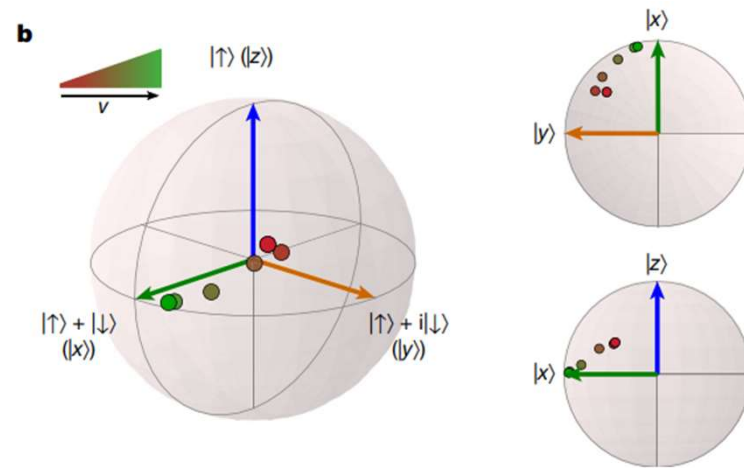 b
v
|↑⟩ (|z⟩)
|↑⟩ + |↓⟩
(|x⟩)
|↑⟩ + i|↓⟩
(|y⟩)
|x⟩
|y⟩
|z⟩
|x⟩